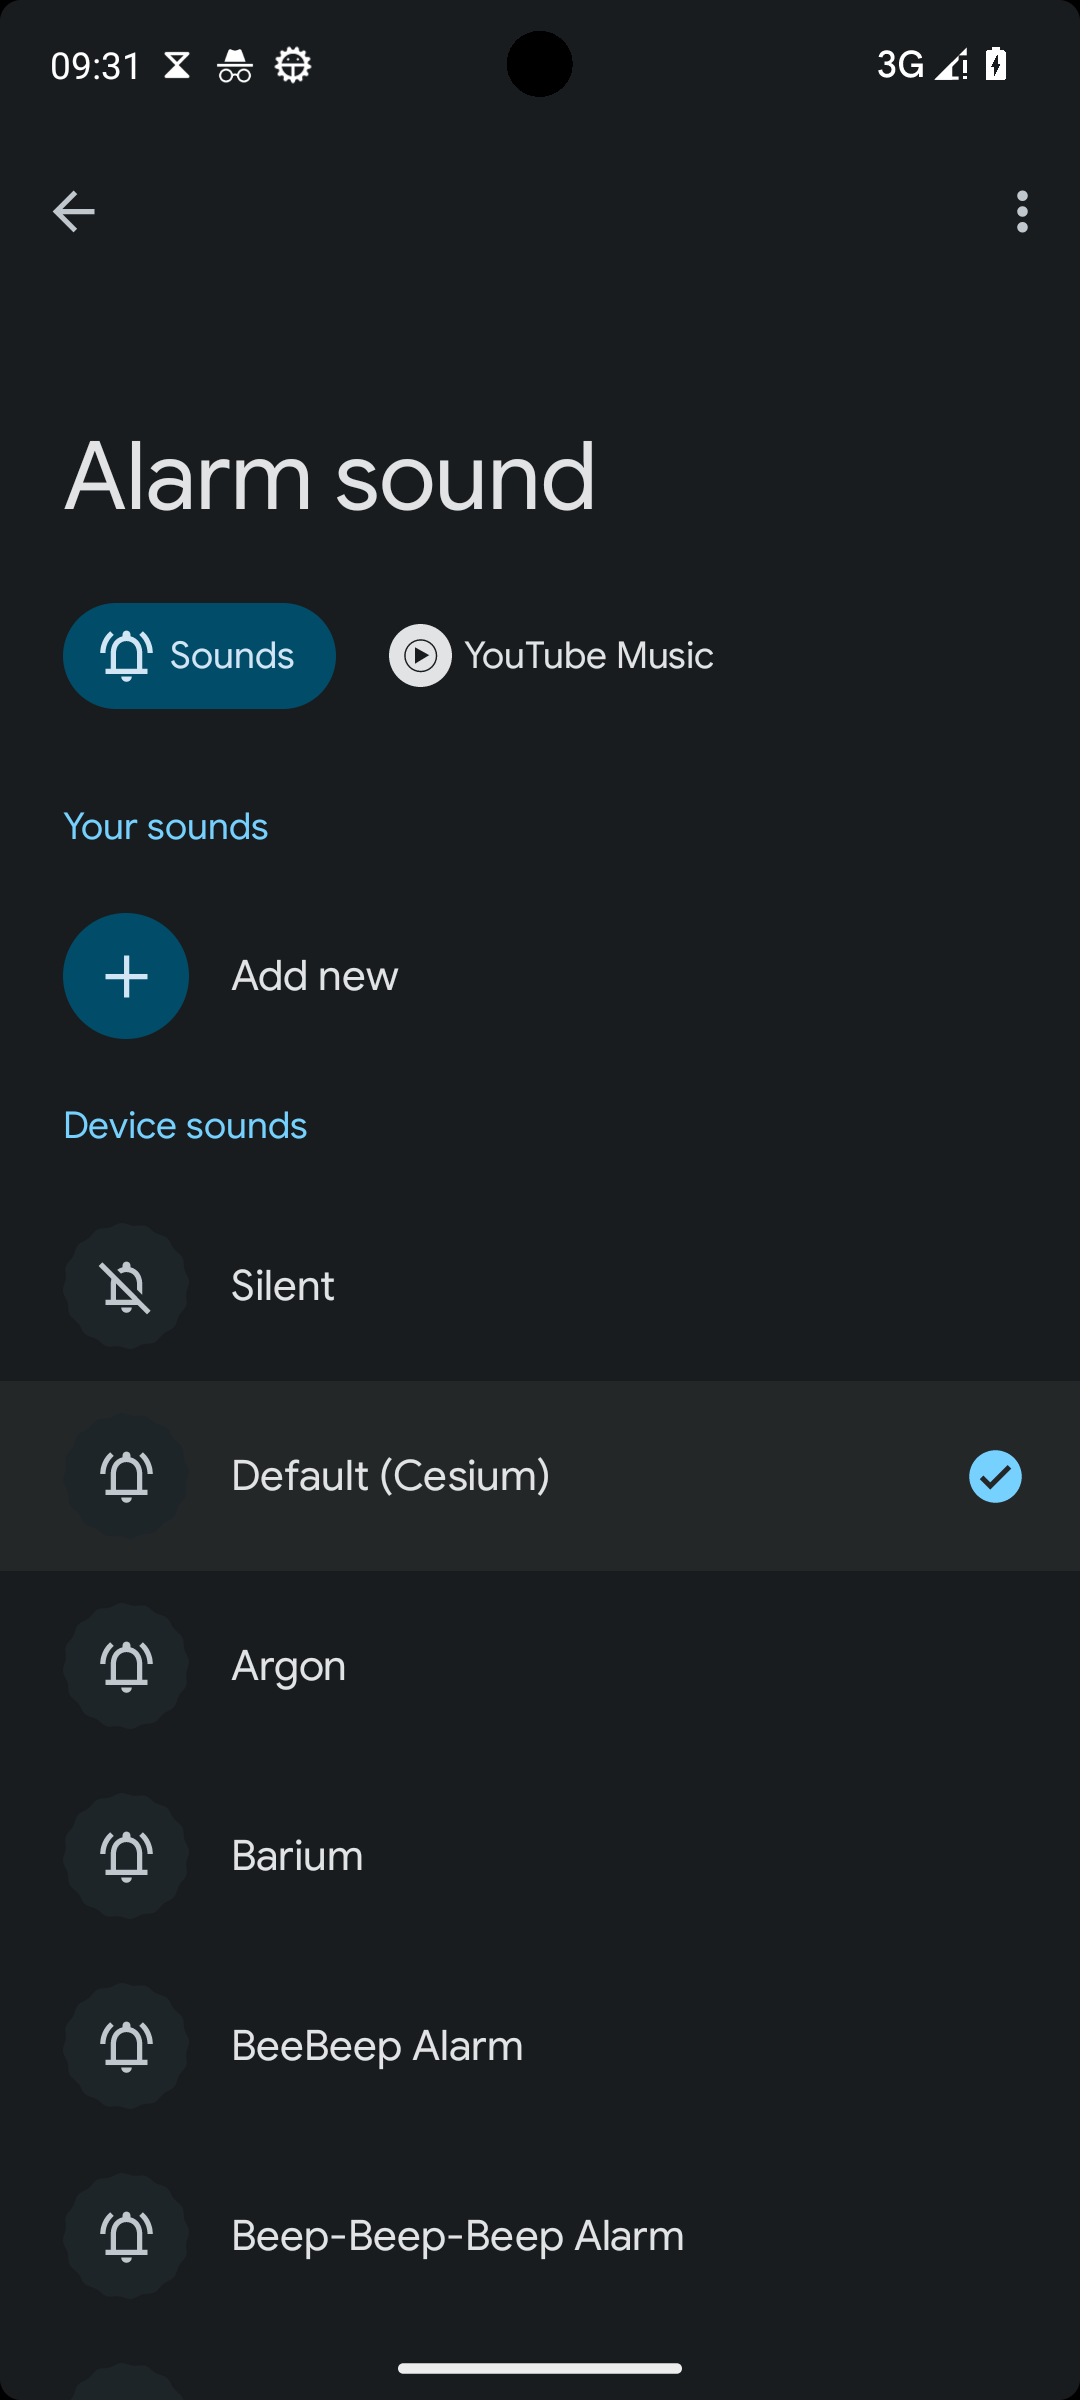 09:31
3G
Alarm sound
Sounds
YouTube Music
Your sounds
Add new
Device sounds
Silent
Default (Cesium)
Argon
Barium
BeeBeep Alarm
Beep-Beep-Beep Alarm